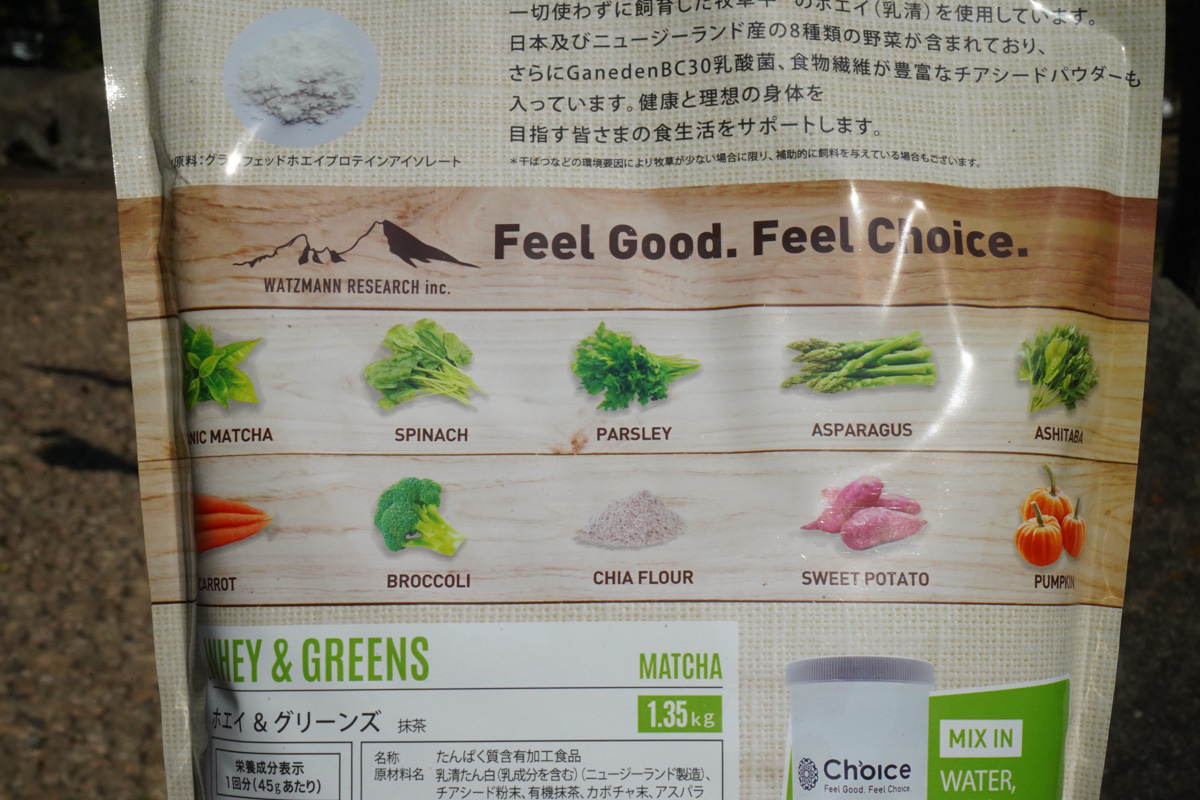 一切使わずに飼育した牧草牛*のホエイ(乳清)を使用しています。
日本及びニュージーランド産の8種類の野菜が含まれており、
さらにGanedenBC30乳酸菌、食物繊維が豊富なチアシードパウダーも
入っています。健康と理想の身体を
目指す皆さまの食生活をサポートします。
原料:グラスフェッドホエイプロテインアイソレート
*干ばつなどの環境要因により牧草が少ない場合に限り、補助的に飼料を与えている場合もございます。
WATZMANN RESEARCH inc.
Feel Good. Feel Choice.
NIC MATCHA SPINACH PARSLEY ASPARAGUS ASHITABA
CARROT BROCCOLI CHIA FLOUR SWEET POTATO PUMPKIN
WHEY & GREENS MATCHA
ホエイ & グリーンズ 抹茶 1.35kg
栄養成分表示
1回分(45gあたり)
名称 たんぱく質含有加工食品
原材料名 乳清たん白(乳成分を含む)(ニュージーランド製造)、
チアシード粉末、有機抹茶、カボチャ末、アスパラ
Choice
Feel Good. Feel Choice.
MIX IN
WATER,